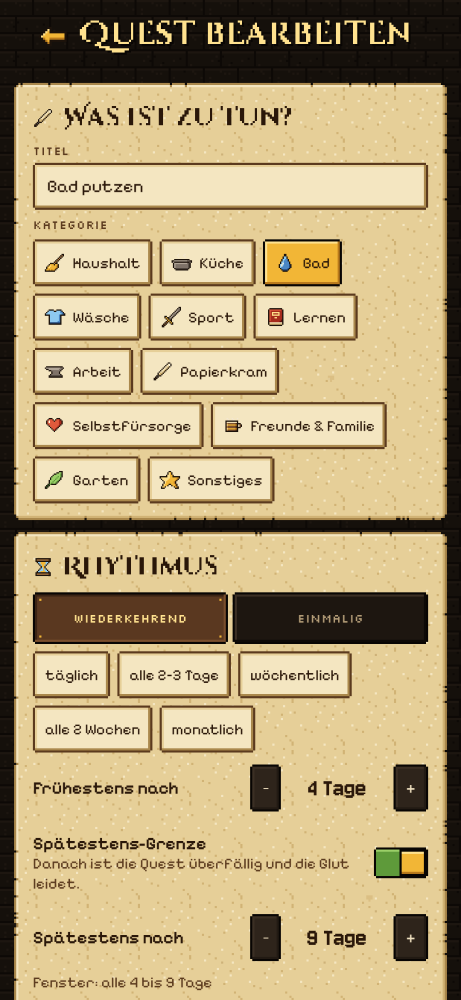 QUEST BEARBEITEN
WAS IST ZU TUN?
TITEL
Bad putzen
KATEGORIE
Haushalt Küche Bad
Wäsche Sport Lernen
Arbeit Papierkram
Selbstfürsorge Freunde & Familie
Garten Sonstiges
RHYTHMUS
WIEDERKEHREND EINMALIG
täglich alle 2-3 Tage wöchentlich
alle 2 Wochen monatlich
Frühestens nach - 4 Tage +
Spätestens-Grenze
Danach ist die Quest überfällig und die Glut
leidet.
Spätestens nach - 9 Tage +
Fenster: alle 4 bis 9 Tage